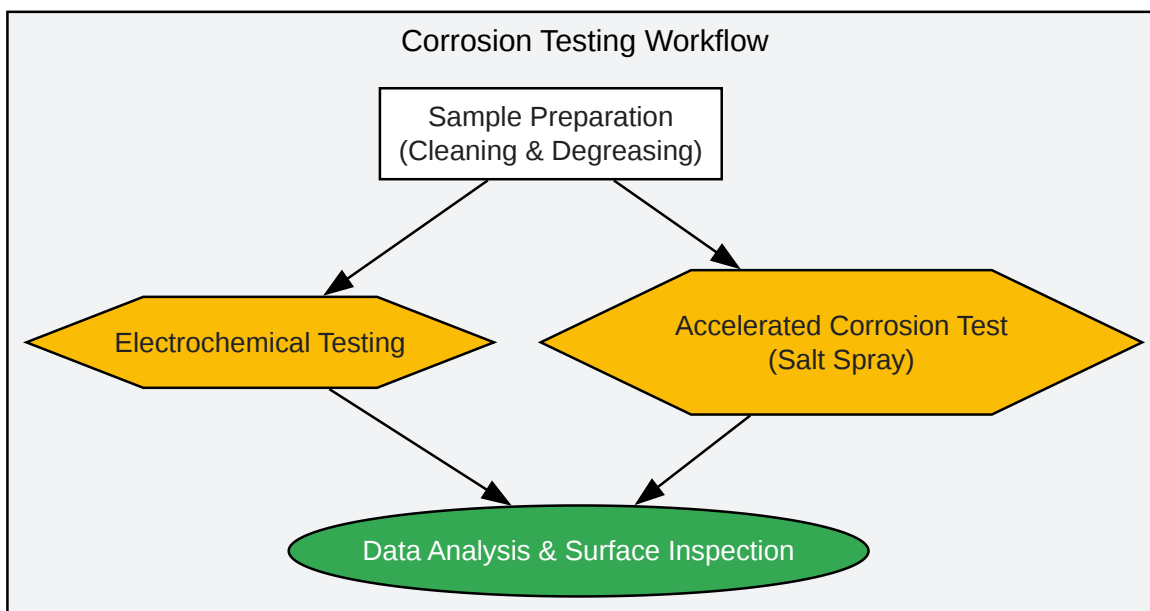 Corrosion Testing Workflow
Sample Preparation
(Cleaning & Degreasing)
Electrochemical Testing
Accelerated Corrosion Test
(Salt Spray)
Data Analysis & Surface Inspection